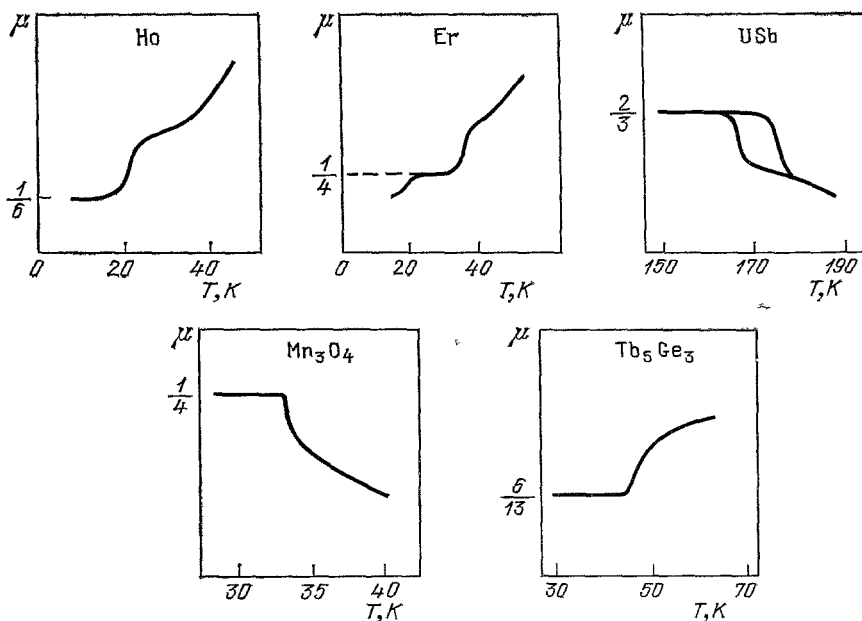 μ Ho
1/6
0 20 40
T,K
μ Er
1/4
0 20 40
T,K
μ USb
2/3
150 170 190
T,K
μ Mn₃O₄
1/4
30 35 40
T,K
μ Tb₅Ge₃
6/13
30 50 70
T,K